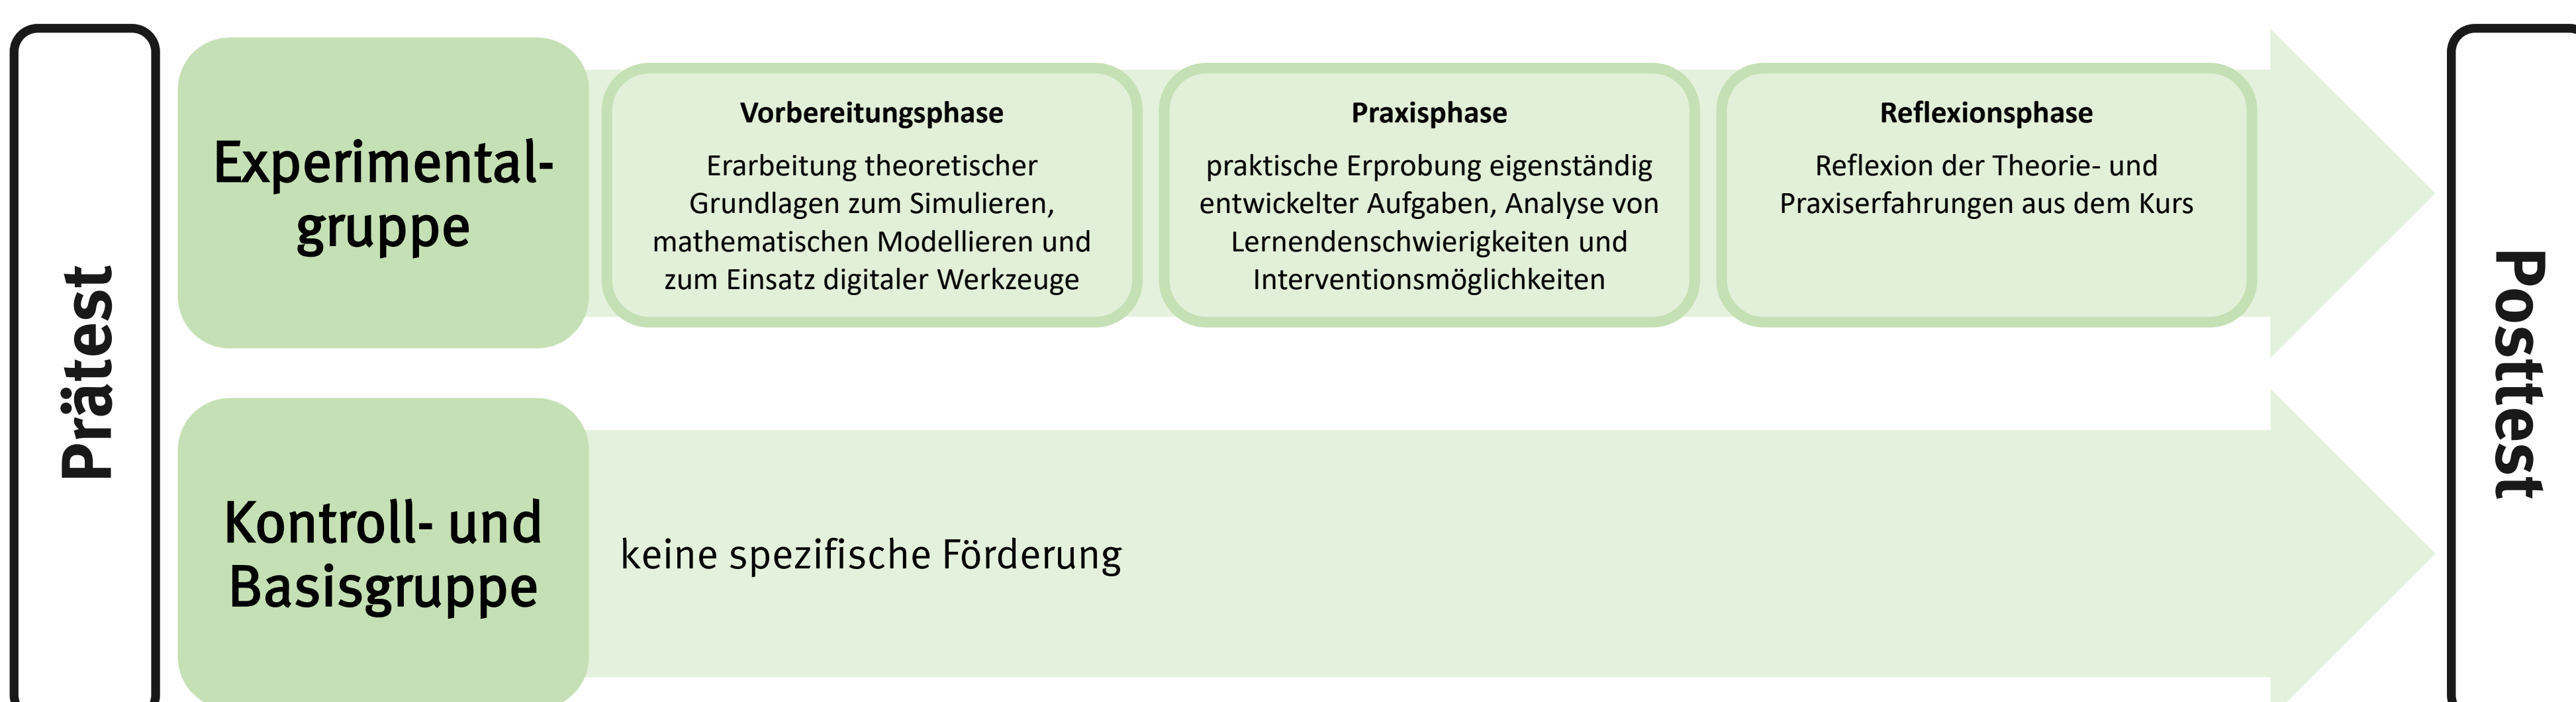 Prätest
Experimental-
gruppe
Vorbereitungsphase
Erarbeitung theoretischer
Grundlagen zum Simulieren,
mathematischen Modellieren und
zum Einsatz digitaler Werkzeuge
Praxisphase
praktische Erprobung eigenständig
entwickelter Aufgaben, Analyse von
Lernendenschwierigkeiten und
Interventionsmöglichkeiten
Reflexionsphase
Reflexion der Theorie- und
Praxiserfahrungen aus dem Kurs
Kontroll- und
Basisgruppe
keine spezifische Förderung
Posttest